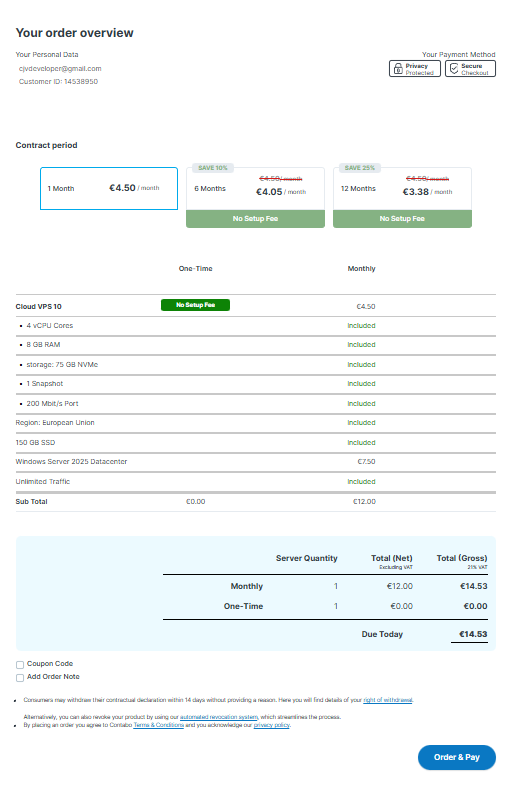 Your order overview
Your Personal Data
Your Payment Method
cjvdeveloper@gmail.com
Customer ID: 14538950
Privacy Protected
Secure Checkout
Contract period
1 Month €4.50 / month
SAVE 10%
6 Months €4.50/ month €4.05 / month
No Setup Fee
SAVE 25%
12 Months €4.50/ month €3.38 / month
No Setup Fee
One-Time Monthly
Cloud VPS 10 No Setup Fee €4.50
• 4 vCPU Cores Included
• 8 GB RAM Included
• storage: 75 GB NVMe Included
• 1 Snapshot Included
• 200 Mbit/s Port Included
Region: European Union Included
150 GB SSD Included
Windows Server 2025 Datacenter €7.50
Unlimited Traffic Included
Sub Total €0.00 €12.00
Server Quantity Total (Net) Total (Gross)
Excluding VAT 21% VAT
Monthly 1 €12.00 €14.53
One-Time 1 €0.00 €0.00
Due Today €14.53
Coupon Code
Add Order Note
• Consumers may withdraw their contractual declaration within 14 days without providing a reason. Here you will find details of your right of withdrawal.
Alternatively, you can also revoke your product by using our automated revocation system, which streamlines the process.
• By placing an order you agree to Contabo Terms & Conditions and you acknowledge our privacy policy.
Order & Pay